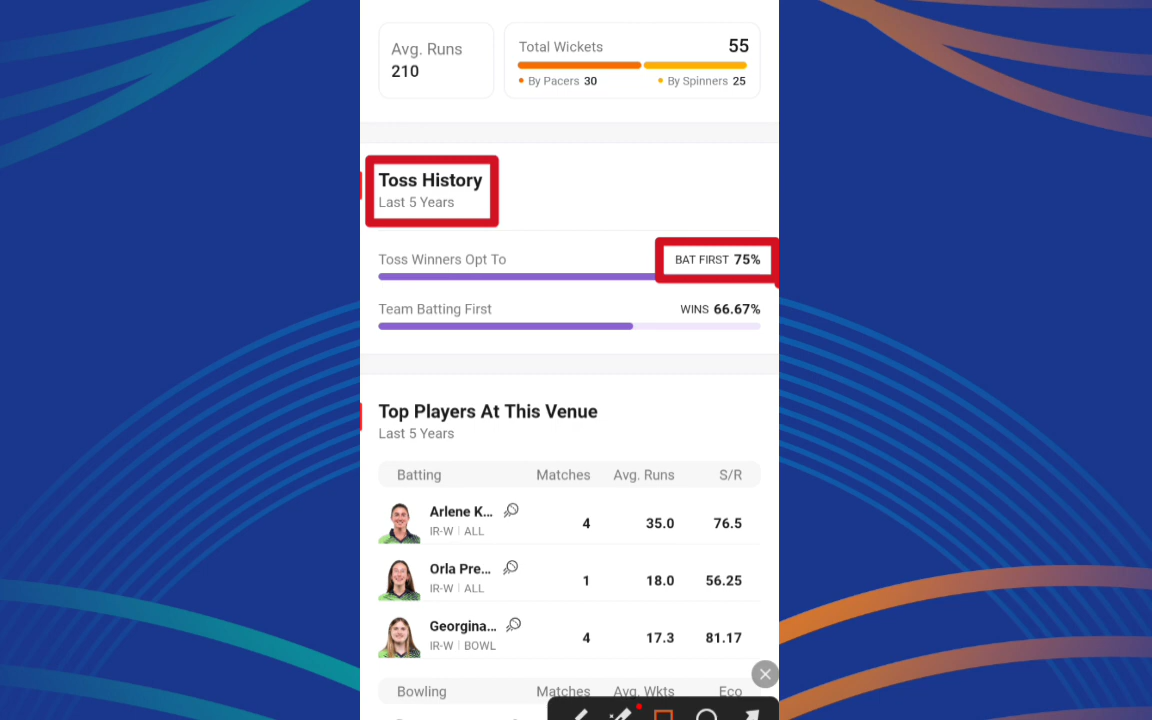 Avg. Runs
210
Total Wickets 55
By Pacers 30 By Spinners 25
Toss History
Last 5 Years
Toss Winners Opt To BAT FIRST 75%
Team Batting First WINS 66.67%
Top Players At This Venue
Last 5 Years
Batting Matches Avg. Runs S/R
Arlene K...
IR-W | ALL
4 35.0 76.5
Orla Pre...
IR-W | ALL
1 18.0 56.25
Georgina...
IR-W | BOWL
4 17.3 81.17
Bowling Matches Avg. Wkts Eco